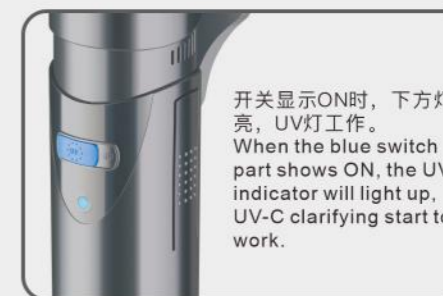 开关显示ON时，下方灯
亮，UV灯工作。
When the blue switch
part shows ON, the UV
indicator will light up,
UV-C clarifying start to
work.